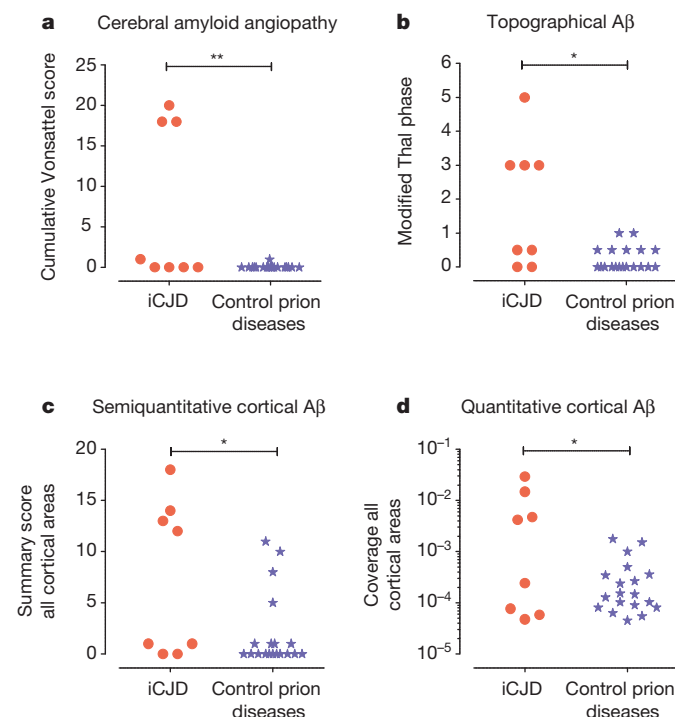 a Cerebral amyloid angiopathy
**
Cumulative Vonsattel score
25
20
15
10
5
0
iCJD
Control prion
diseases
b Topographical Aβ
*
Modified Thal phase
6
5
4
3
2
1
0
iCJD
Control prion
diseases
c Semiquantitative cortical Aβ
*
Summary score
all cortical areas
20
15
10
5
0
iCJD
Control prion
diseases
d Quantitative cortical Aβ
*
Coverage all
cortical areas
10⁻¹
10⁻²
10⁻³
10⁻⁴
10⁻⁵
iCJD
Control prion
diseases